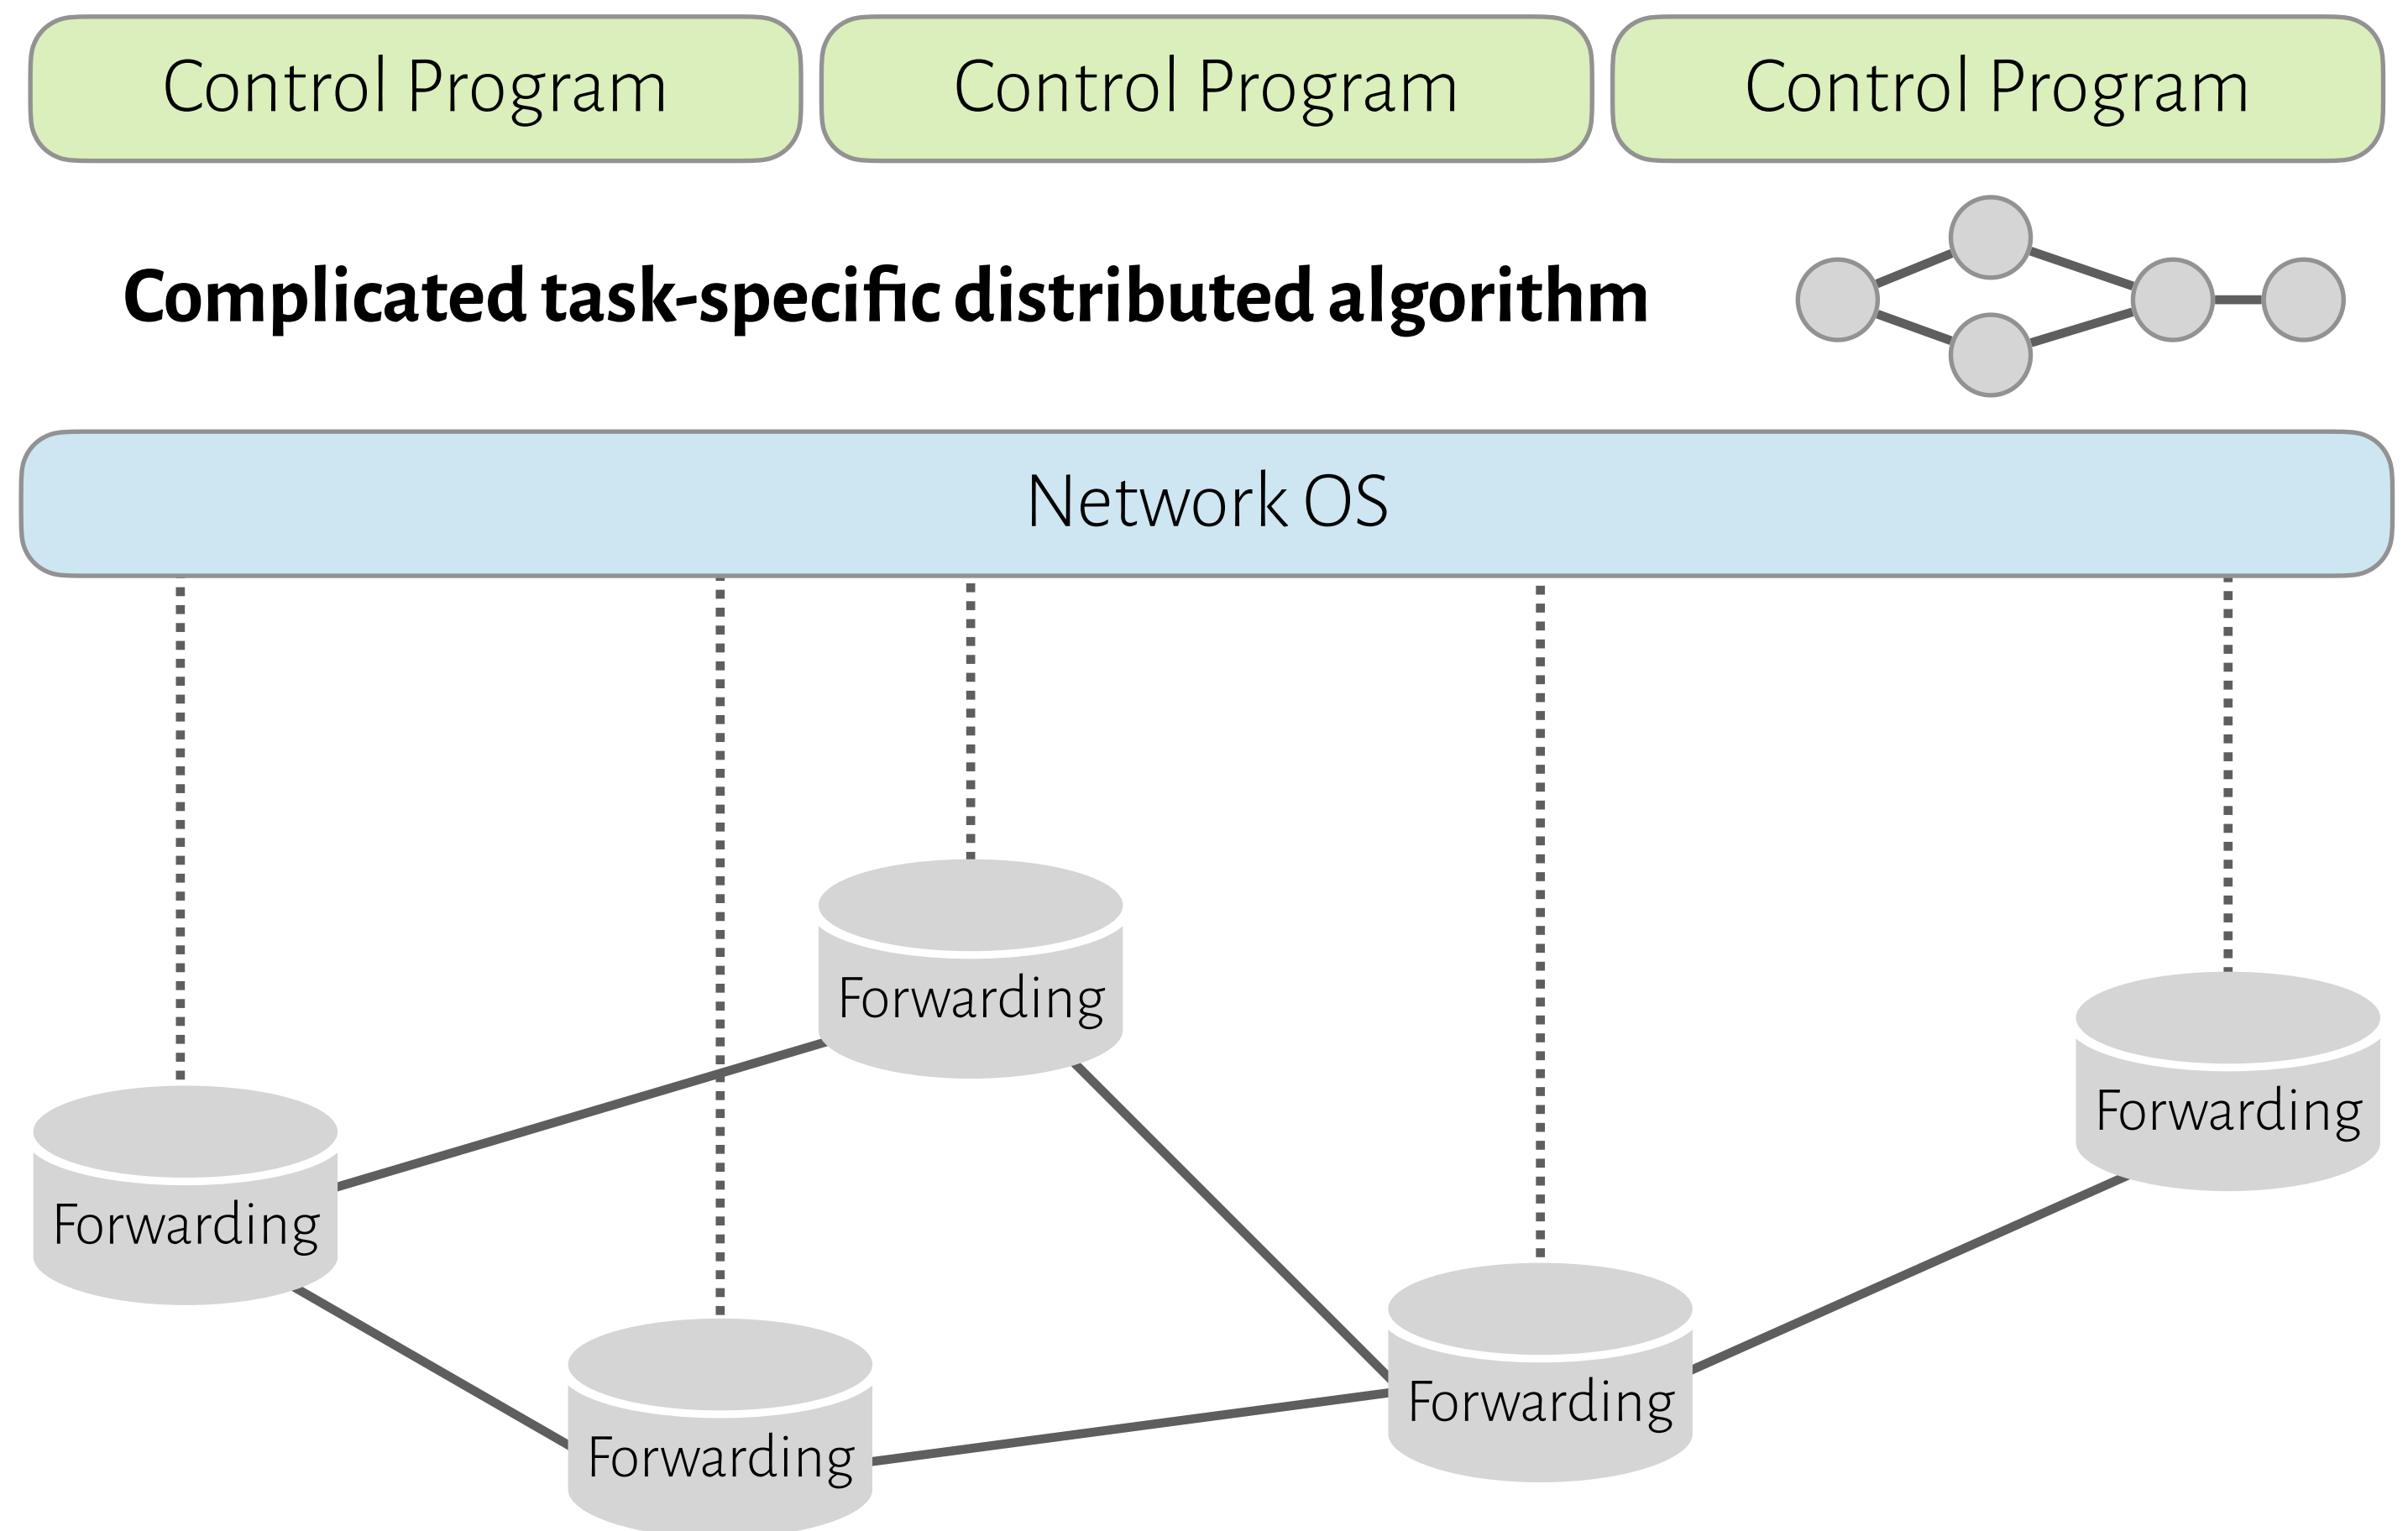 Control Program
Control Program
Control Program
Complicated task-specific distributed algorithm
Network OS
Forwarding
Forwarding
Forwarding
Forwarding
Forwarding